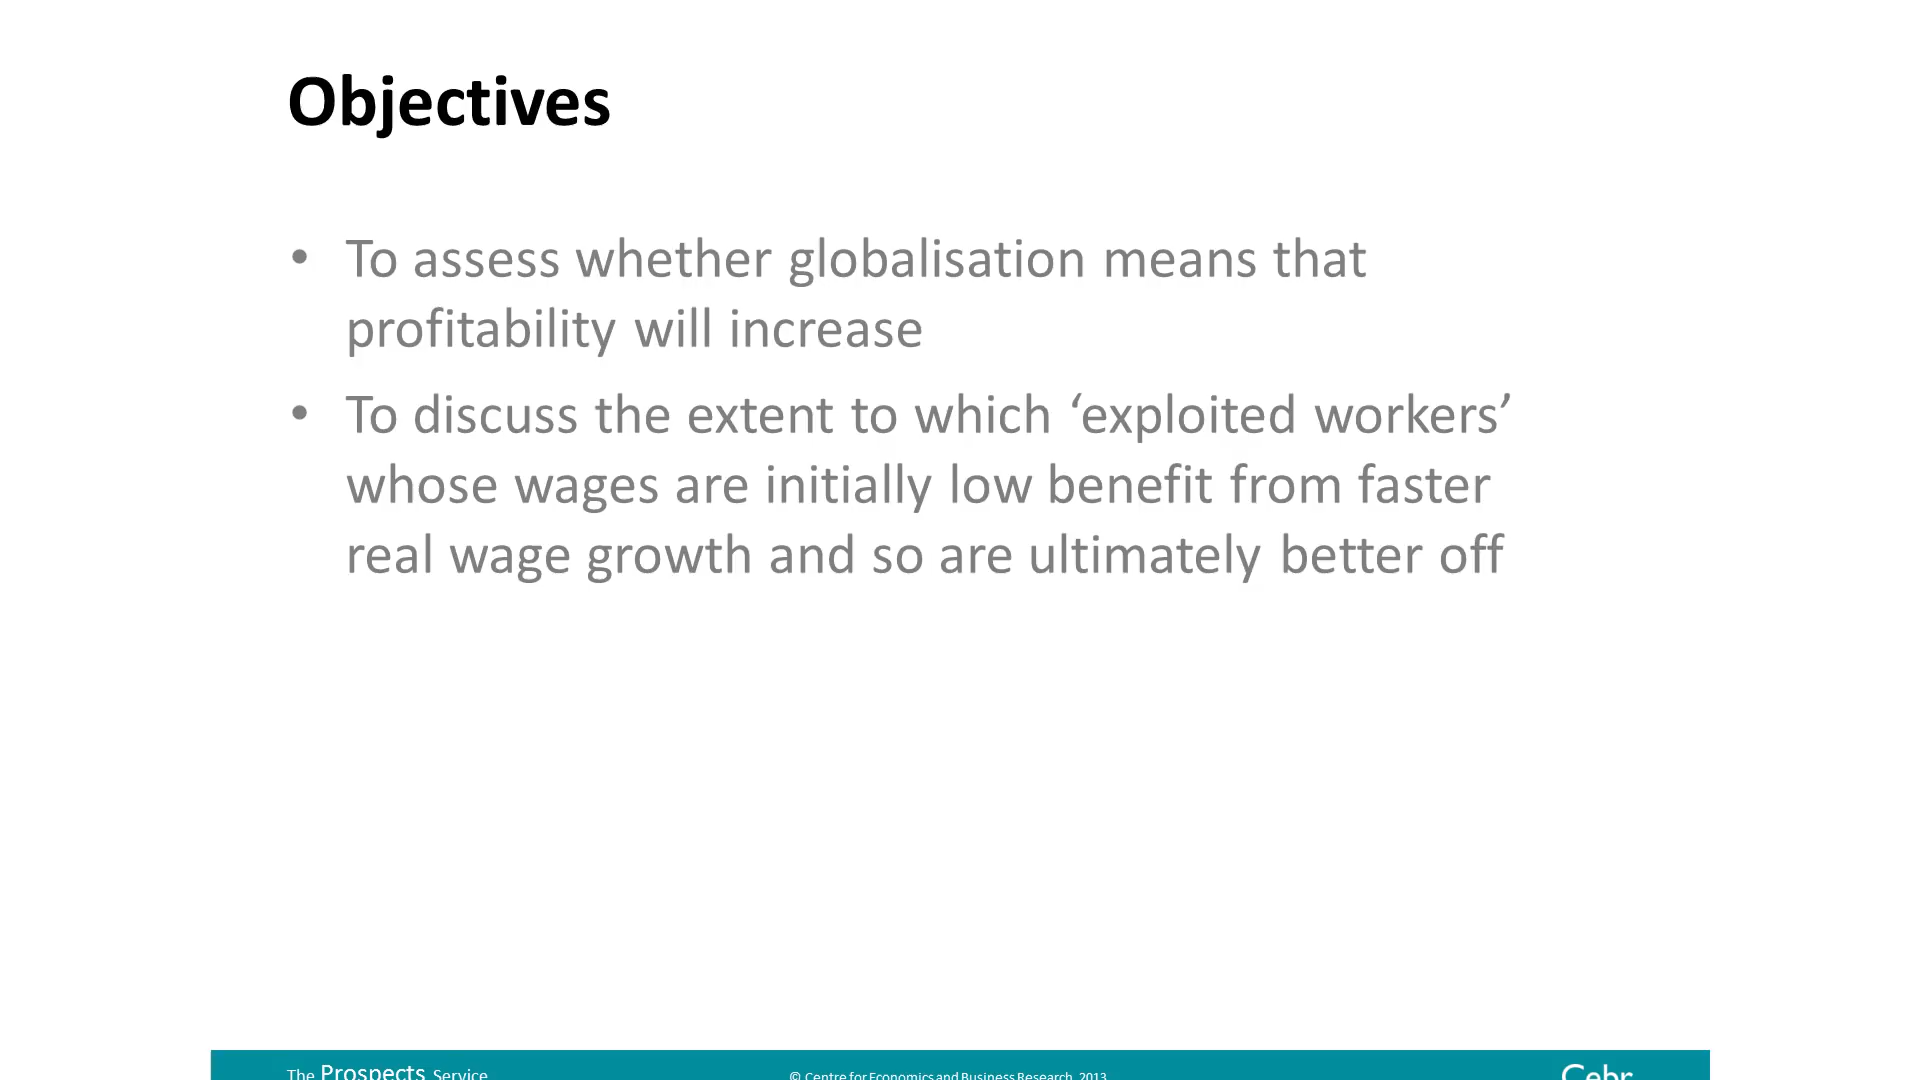 Objectives
• To assess whether globalisation means that
profitability will increase
• To discuss the extent to which ‘exploited workers’
whose wages are initially low benefit from faster
real wage growth and so are ultimately better off
The Prospects Service
© Centre for Economics and Business Research, 2013
Cebr